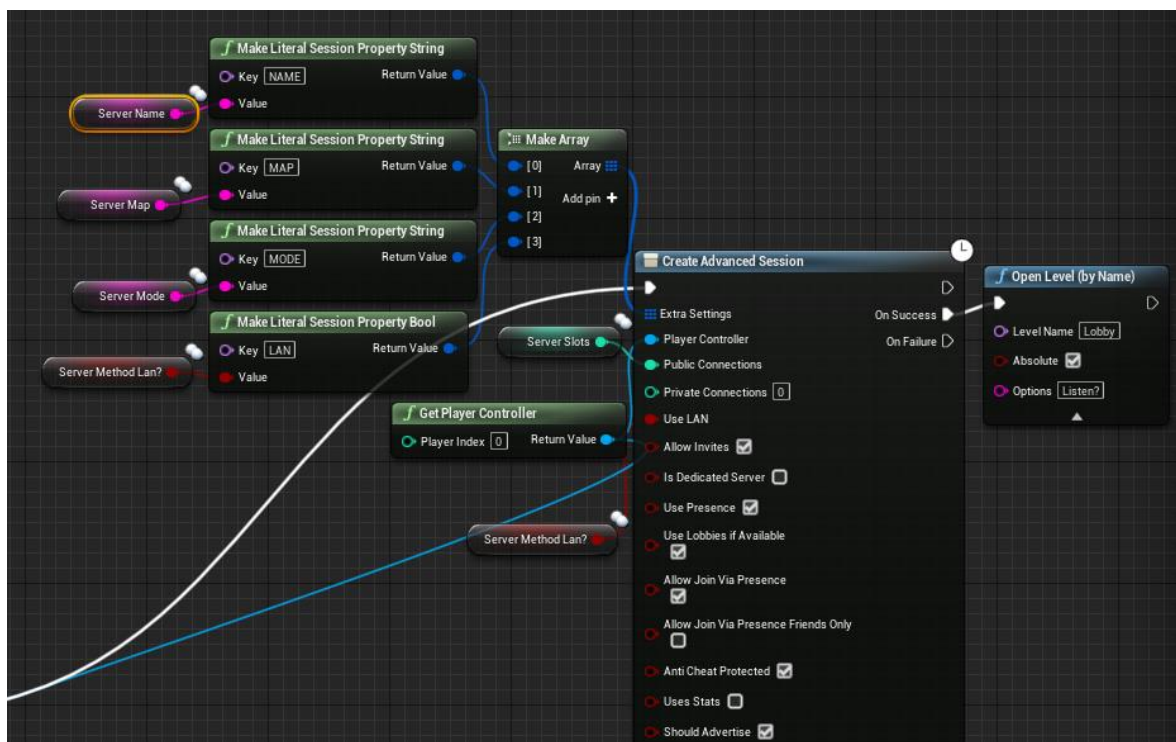 Make Literal Session Property String
Key NAME
Return Value
Value
Server Name
Make Literal Session Property String
Key MAP
Return Value
Value
Server Map
Make Literal Session Property String
Key MODE
Return Value
Value
Server Mode
Make Literal Session Property Bool
Key LAN
Return Value
Value
Server Method Lan?
Make Array
[0]
Array
[1]
Add pin
[2]
[3]
Server Slots
Get Player Controller
Player Index 0
Return Value
Server Method Lan?
Create Advanced Session
Extra Settings
On Success
Player Controller
On Failure
Public Connections
Private Connections 0
Use LAN
Allow Invites
Is Dedicated Server
Use Presence
Use Lobbies if Available
Allow Join Via Presence
Allow Join Via Presence Friends Only
Anti Cheat Protected
Uses Stats
Should Advertise
Open Level (by Name)
Level Name Lobby
Absolute
Options Listen?